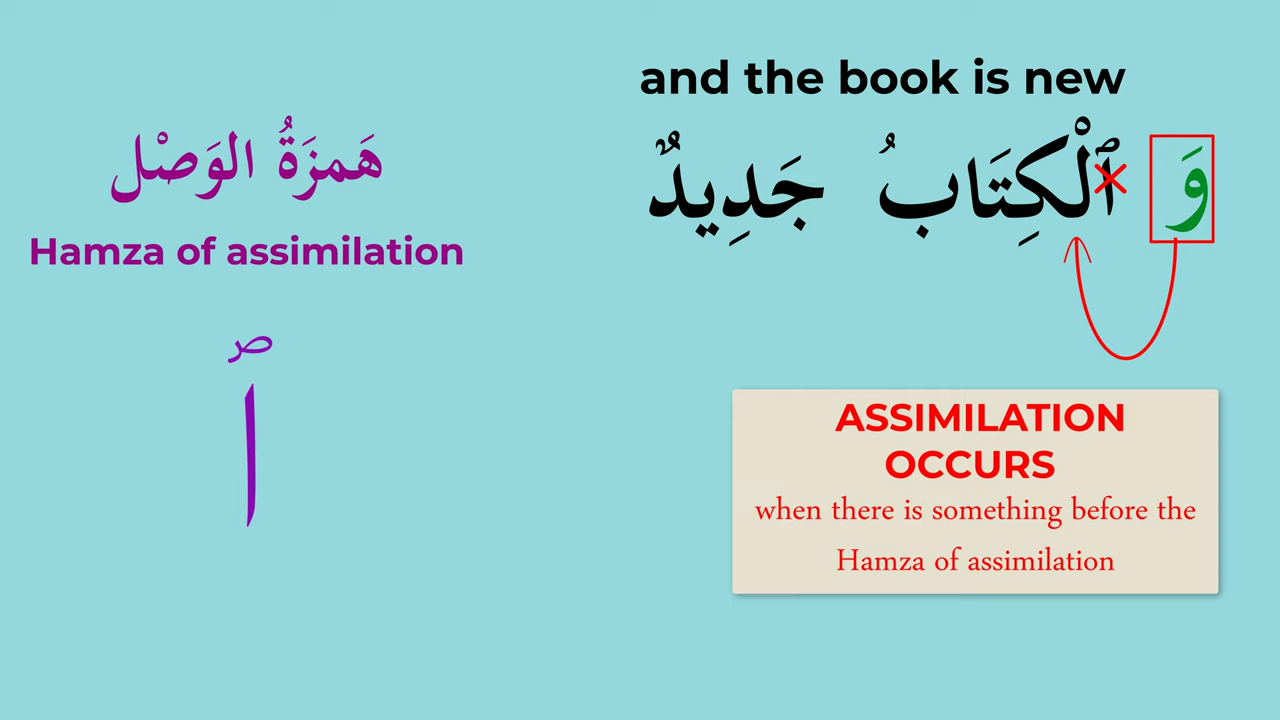 هَمزَةُ الوَصْل
Hamza of assimilation
ٱ
and the book is new
وَ ٱلْكِتَابُ جَدِيدٌ
ASSIMILATION
OCCURS
when there is something before the
Hamza of assimilation